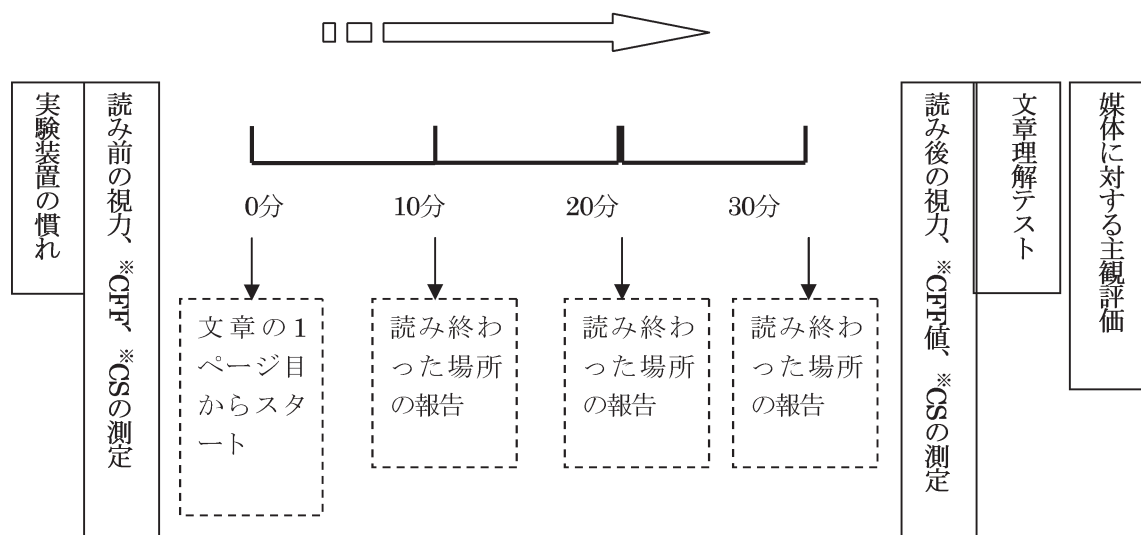 実験装置の慣れ
読み前の視力、※CFF、※CSの測定
0分
10分
20分
30分
文章の1
ページ目
からスタ
ート
読み終わ
った場所
の報告
読み終わ
った場所
の報告
読み終わ
った場所
の報告
読み後の視力、※CFF値、※CSの測定
文章理解テスト
媒体に対する主観評価